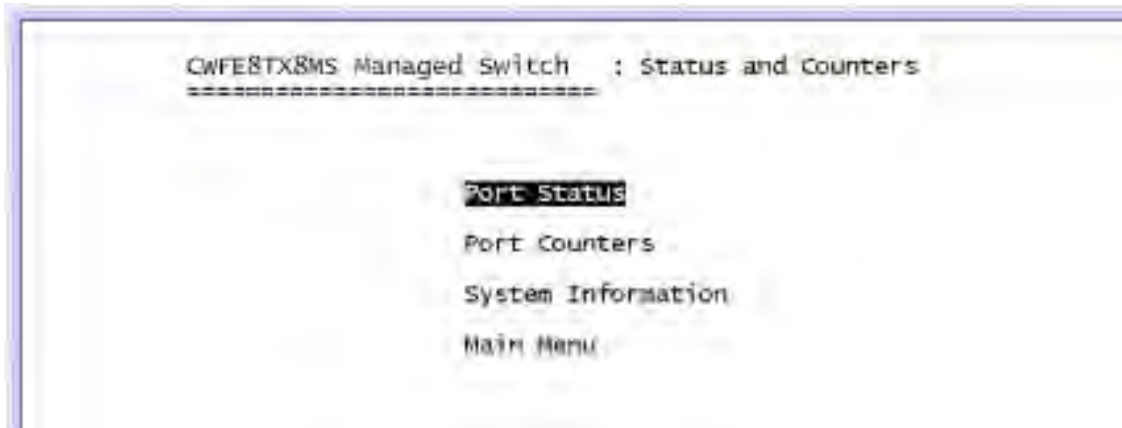 CWFE8TX8MS Managed Switch : Status and Counters
============================
Port Status
Port Counters
System Information
Main Menu